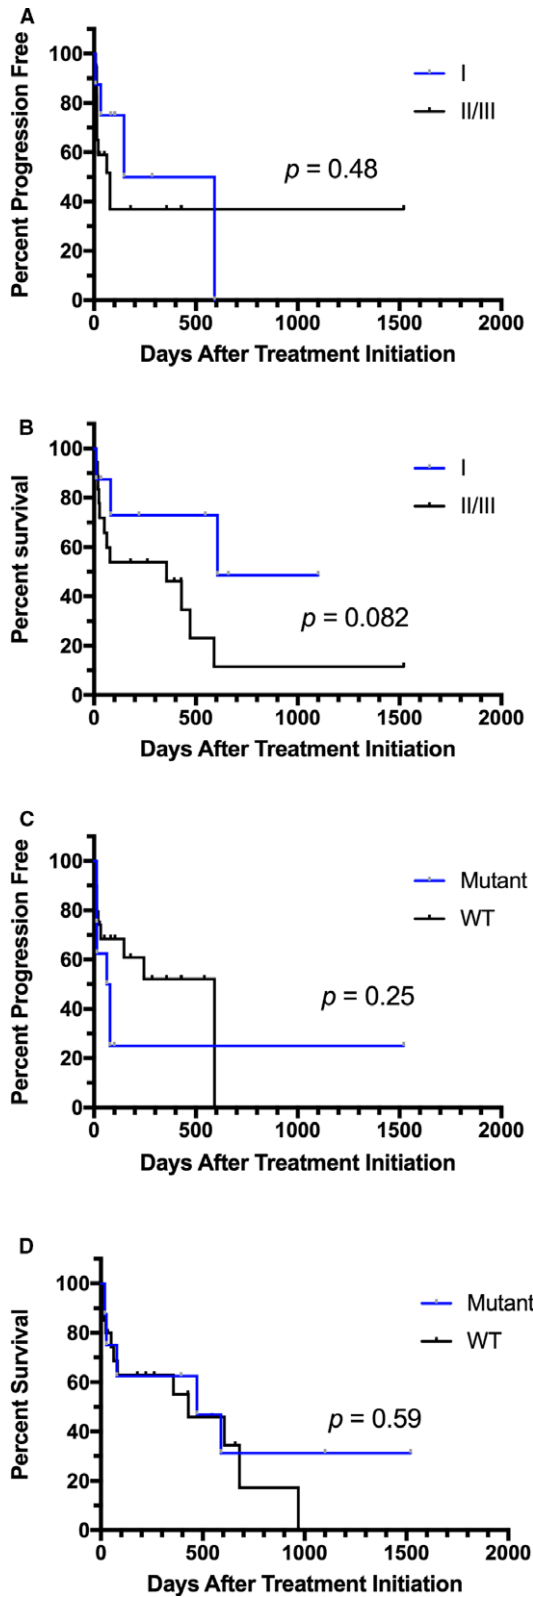 A
Percent Progression Free
100
80
60
40
20
0
I
II/III
p = 0.48
0 500 1000 1500 2000
Days After Treatment Initiation
B
Percent survival
100
80
60
40
20
0
I
II/III
p = 0.082
0 500 1000 1500 2000
Days After Treatment Initiation
C
Percent Progression Free
100
80
60
40
20
0
Mutant
WT
p = 0.25
0 500 1000 1500 2000
Days After Treatment Initiation
D
Percent Survival
100
80
60
40
20
0
Mutant
WT
p = 0.59
0 500 1000 1500 2000
Days After Treatment Initiation